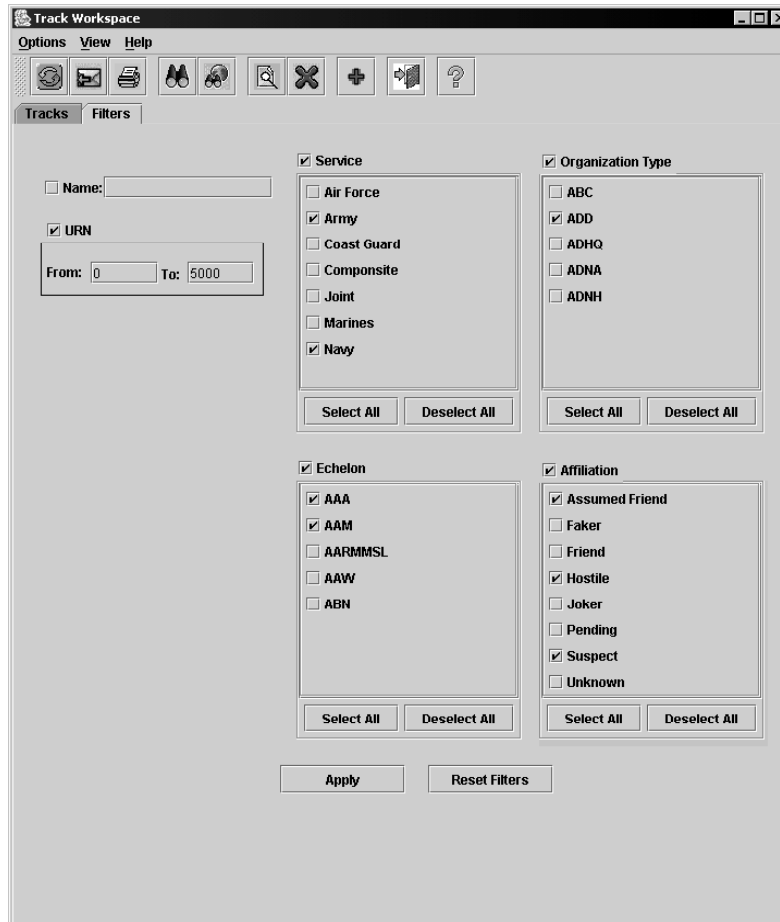 Track Workspace
Options View Help
Tracks Filters
Name:
URN
From: 0 To: 5000
Service
Air Force
Army
Coast Guard
Componsite
Joint
Marines
Navy
Select All Deselect All
Organization Type
ABC
ADD
ADHQ
ADNA
ADNH
Select All Deselect All
Echelon
AAA
AAM
AARMMSL
AAW
ABN
Select All Deselect All
Affiliation
Assumed Friend
Faker
Friend
Hostile
Joker
Pending
Suspect
Unknown
Select All Deselect All
Apply Reset Filters